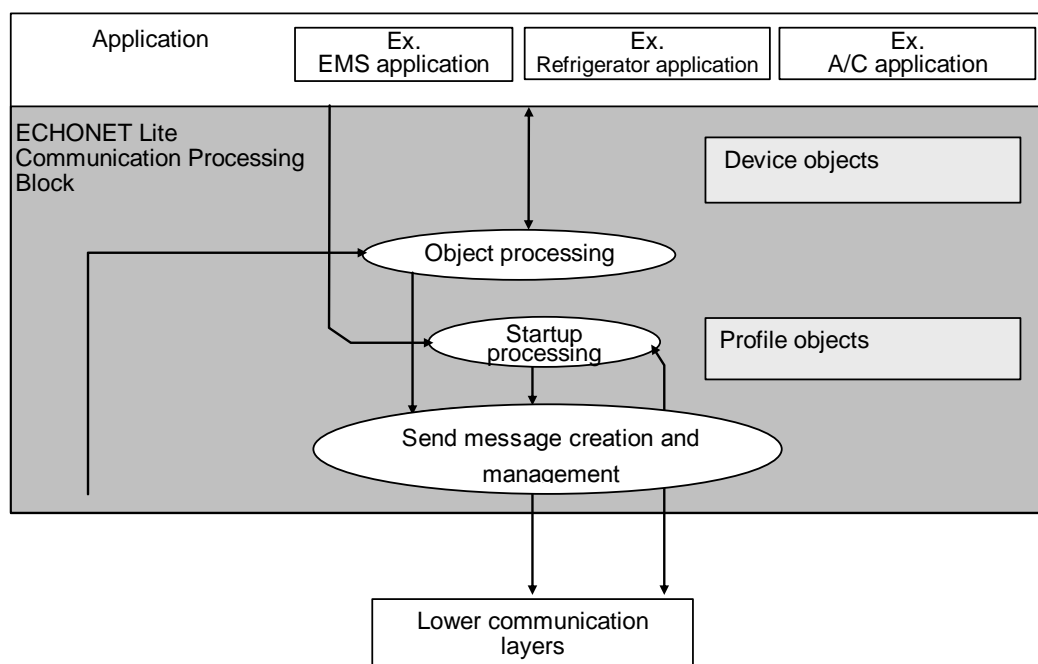 Application
Ex.
EMS application
Ex.
Refrigerator application
Ex.
A/C application
ECHONET Lite
Communication Processing
Block
Device objects
Object processing
Startup
processing
Profile objects
Send message creation and
management
Lower communication
layers